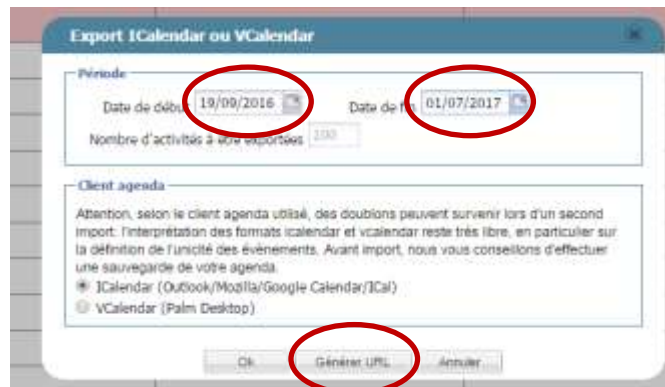 Export ICalendar ou VCalendar
Période
Date de début 19/09/2016 Date de fin 01/07/2017
Nombre d'activités à être exportées 100
Client agenda
Attention, selon le client agenda utilisé, des doublons peuvent survenir lors d'un second
import. l'interprétation des formats icalendar et vcalendar reste très libre, en particulier sur
la définition de l'unicité des évènements. Avant import, nous vous conseillons d'effectuer
une sauvegarde de votre agenda.
ICalendar (Outlook/Mozilla/Google Calendar/ICal)
VCalendar (Palm Desktop)
Ok Générer URL Annuler